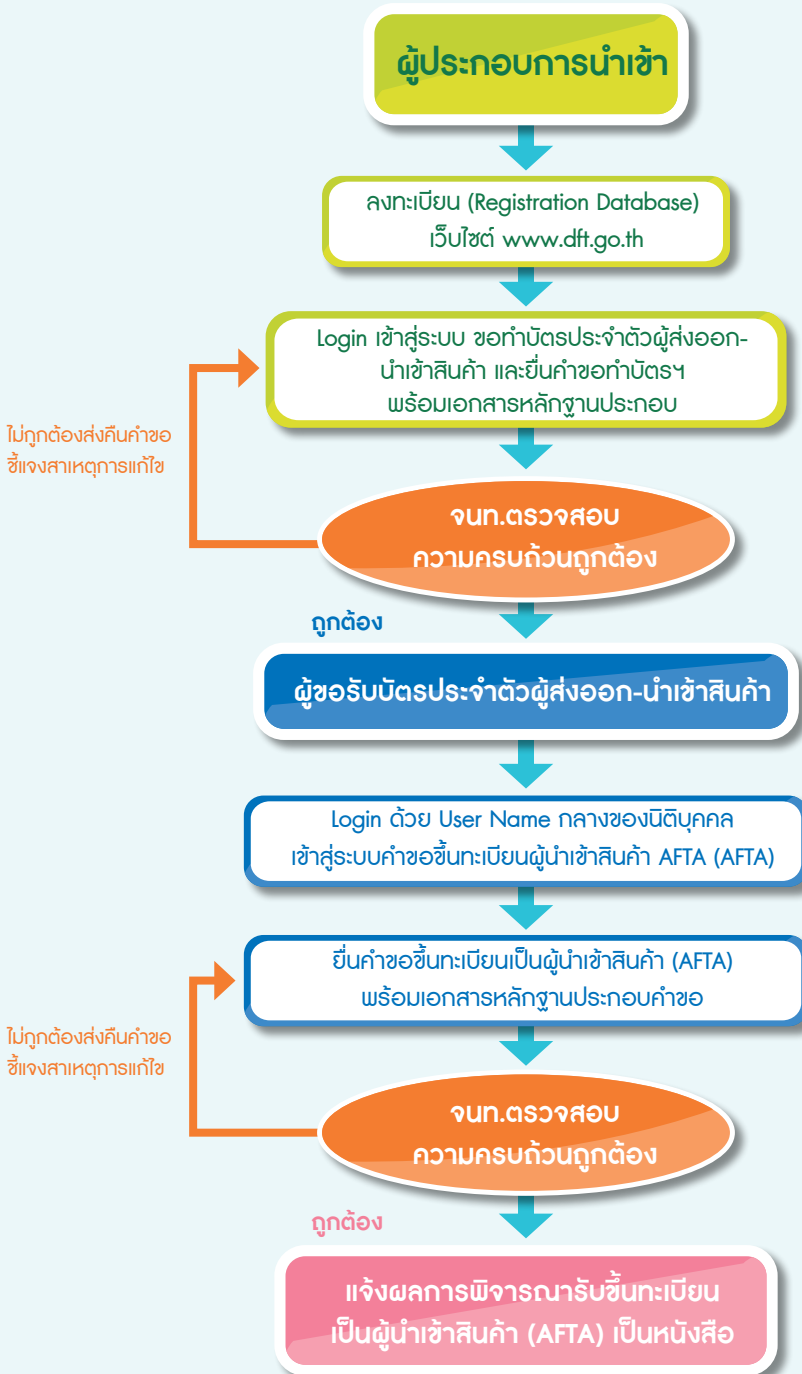 ผู้ประกอบการนำเข้า
ลงทะเบียน (Registration Database)
เว็บไซต์ www.dft.go.th
Login เข้าสู่ระบบ ขอทำบัตรประจำตัวผู้ส่งออก-
นำเข้าสินค้า และยื่นคำขอทำบัตรฯ
พร้อมเอกสารหลักฐานประกอบ
ไม่ถูกต้องส่งคืนคำขอ
ชี้แจงสาเหตุการแก้ไข
จนท.ตรวจสอบ
ความครบถ้วนถูกต้อง
ถูกต้อง
ผู้ขอรับบัตรประจำตัวผู้ส่งออก-นำเข้าสินค้า
Login ด้วย User Name กลางของนิติบุคคล
เข้าสู่ระบบคำขอขึ้นทะเบียนผู้นำเข้าสินค้า AFTA (AFTA)
ยื่นคำขอขึ้นทะเบียนเป็นผู้นำเข้าสินค้า (AFTA)
พร้อมเอกสารหลักฐานประกอบคำขอ
ไม่ถูกต้องส่งคืนคำขอ
ชี้แจงสาเหตุการแก้ไข
จนท.ตรวจสอบ
ความครบถ้วนถูกต้อง
ถูกต้อง
แจ้งผลการพิจารณารับขึ้นทะเบียน
เป็นผู้นำเข้าสินค้า (AFTA) เป็นหนังสือ